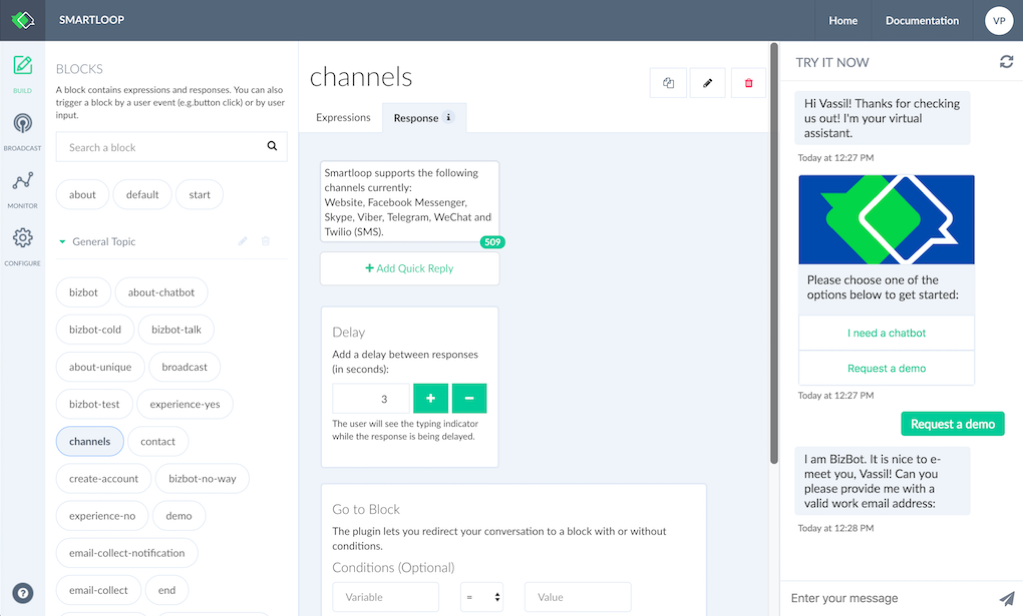 SMARTLOOP
Home
Documentation
VP
BUILD
BROADCAST
MONITOR
CONFIGURE
BLOCKS
A block contains expressions and responses. You can also
trigger a block by a user event (e.g.button click) or by user
input.
Search a block
about
default
start
General Topic
bizbot
about-chatbot
bizbot-cold
bizbot-talk
about-unique
broadcast
bizbot-test
experience-yes
channels
contact
create-account
bizbot-no-way
experience-no
demo
email-collect-notification
email-collect
end
channels
Expressions
Response
Smartloop supports the following
channels currently:
Website, Facebook Messenger,
Skype, Viber, Telegram, WeChat and
Twilio (SMS).
509
+ Add Quick Reply
Delay
Add a delay between responses
(in seconds):
3
+
−
The user will see the typing indicator
while the response is being delayed.
Go to Block
The plugin lets you redirect your conversation to a block with or without
conditions.
Conditions (Optional)
Variable
=
Value
TRY IT NOW
Hi Vassil! Thanks for checking
us out! I'm your virtual
assistant.
Today at 12:27 PM
Please choose one of the
options below to get started:
I need a chatbot
Request a demo
Today at 12:27 PM
Request a demo
I am BizBot. It is nice to e-
meet you, Vassil! Can you
please provide me with a
valid work email address:
Today at 12:28 PM
Enter your message